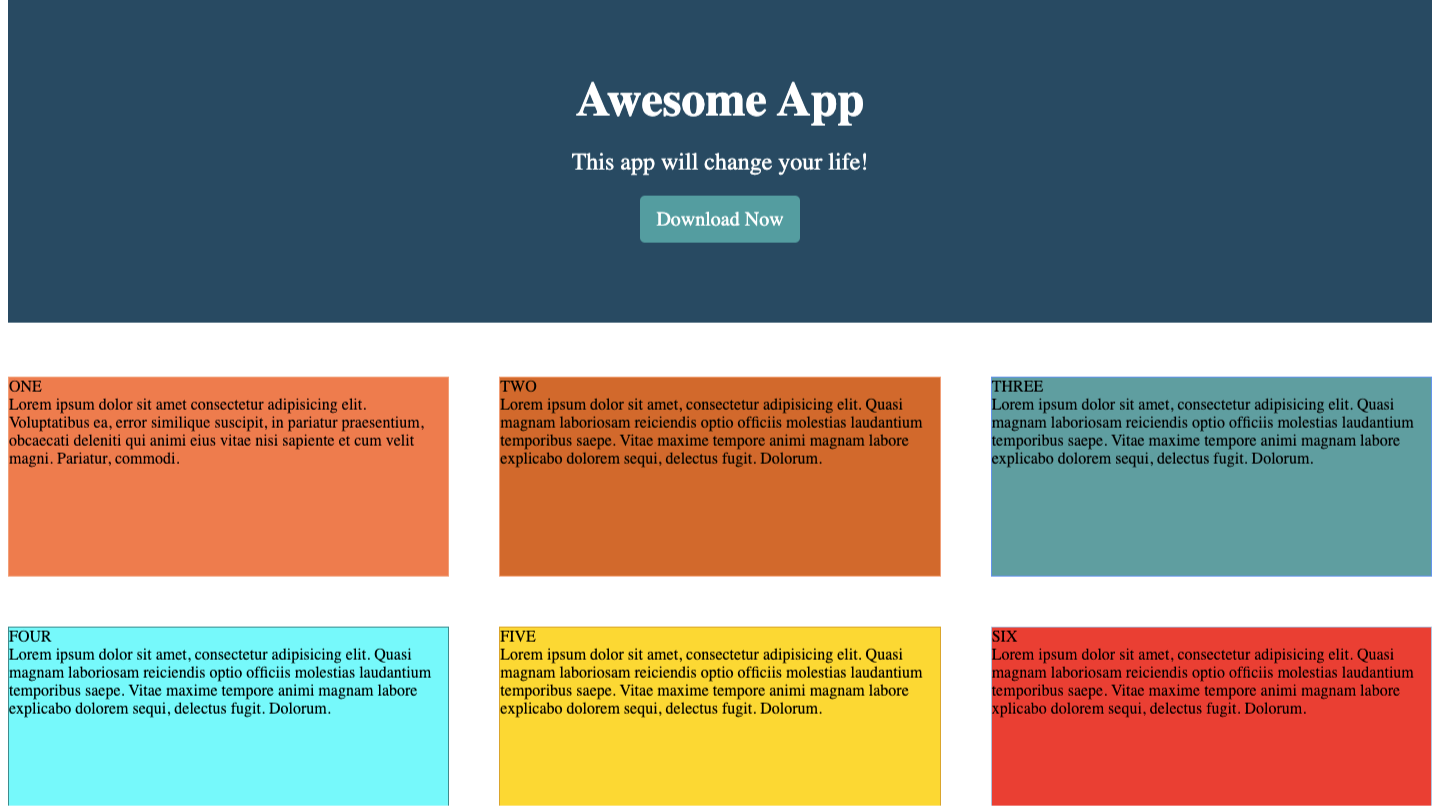 Awesome App
This app will change your life!
Download Now
ONE
Lorem ipsum dolor sit amet consectetur adipisicing elit.
Voluptatibus ea, error similique suscipit, in pariatur praesentium,
obcaecati deleniti qui animi eius vitae nisi sapiente et cum velit
magni. Pariatur, commodi.
TWO
Lorem ipsum dolor sit amet, consectetur adipisicing elit. Quasi
magnam laboriosam reiciendis optio officiis molestias laudantium
temporibus saepe. Vitae maxime tempore animi magnam labore
explicabo dolorem sequi, delectus fugit. Dolorum.
THREE
Lorem ipsum dolor sit amet, consectetur adipisicing elit. Quasi
magnam laboriosam reiciendis optio officiis molestias laudantium
temporibus saepe. Vitae maxime tempore animi magnam labore
explicabo dolorem sequi, delectus fugit. Dolorum.
FOUR
Lorem ipsum dolor sit amet, consectetur adipisicing elit. Quasi
magnam laboriosam reiciendis optio officiis molestias laudantium
temporibus saepe. Vitae maxime tempore animi magnam labore
explicabo dolorem sequi, delectus fugit. Dolorum.
FIVE
Lorem ipsum dolor sit amet, consectetur adipisicing elit. Quasi
magnam laboriosam reiciendis optio officiis molestias laudantium
temporibus saepe. Vitae maxime tempore animi magnam labore
explicabo dolorem sequi, delectus fugit. Dolorum.
SIX
Lorem ipsum dolor sit amet, consectetur adipisicing elit. Quasi
magnam laboriosam reiciendis optio officiis molestias laudantium
temporibus saepe. Vitae maxime tempore animi magnam labore
xplicabo dolorem sequi, delectus fugit. Dolorum.